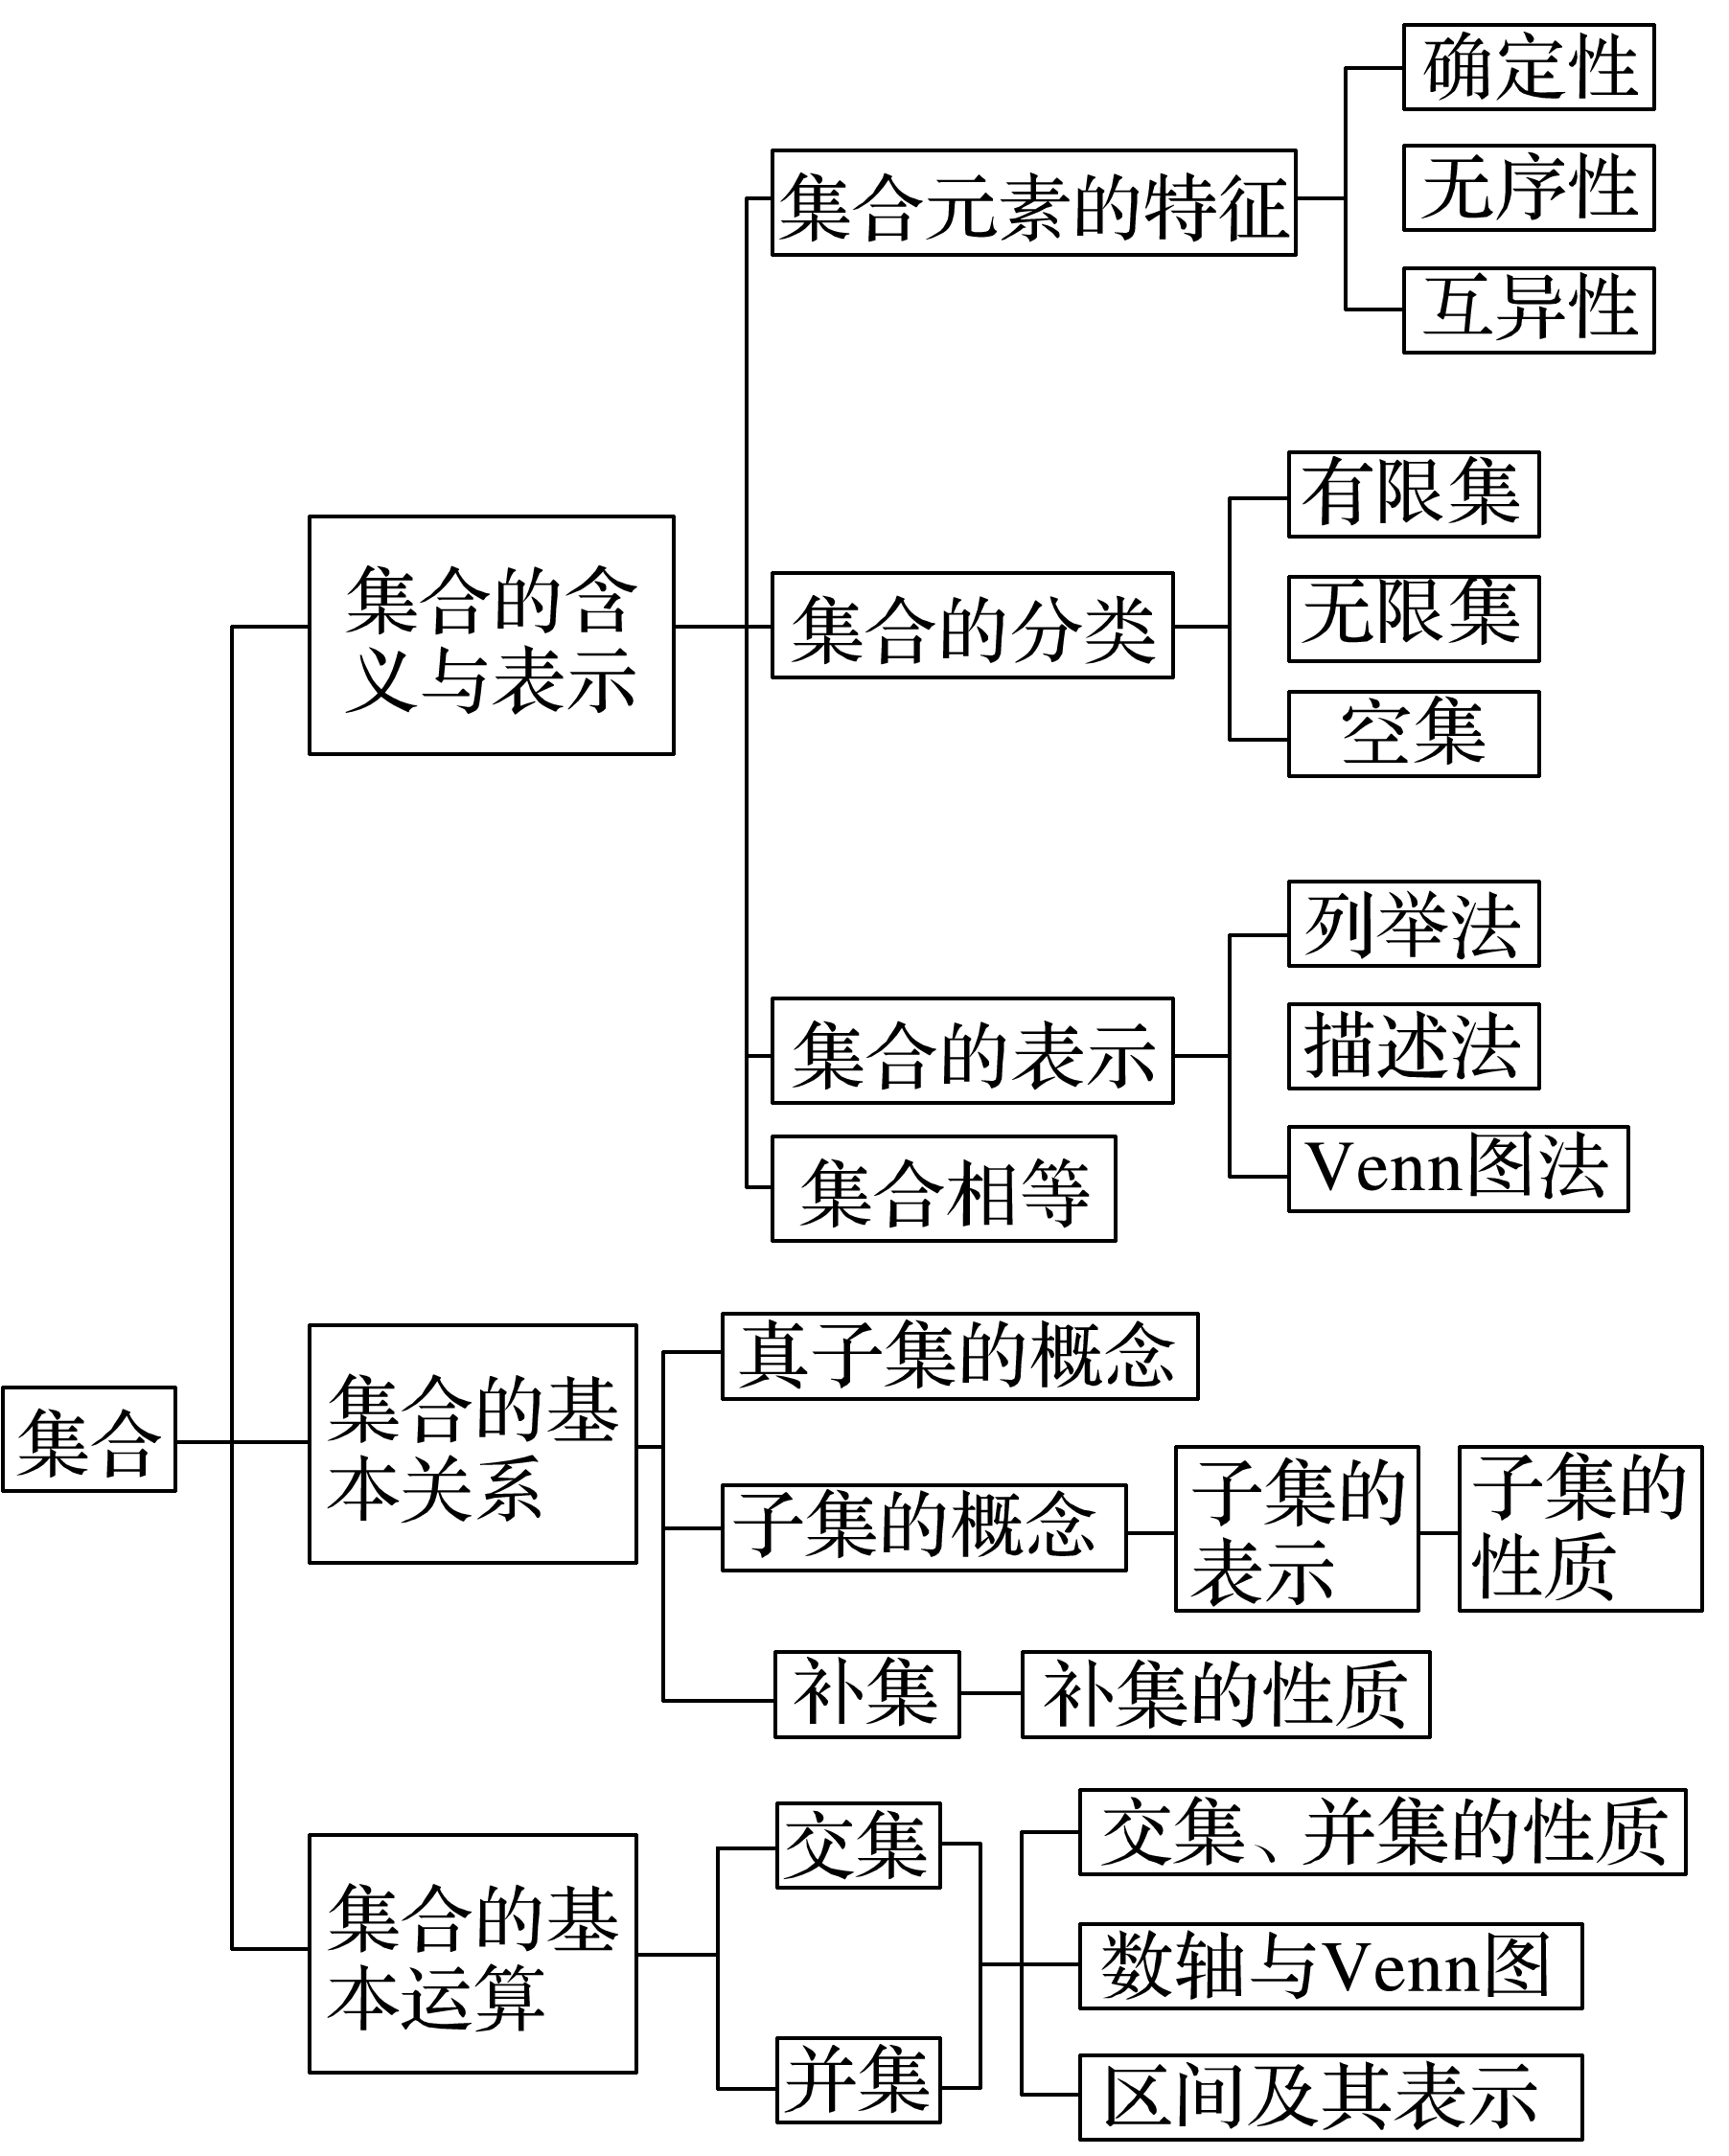 确定性
无序性
互异性
集合元素的特征
有限集
无限集
空集
集合的分类
集合的含
义与表示
列举法
描述法
Venn图法
集合的表示
集合相等
集合
集合的基
本关系
真子集的概念
子集的概念
子集的
表示
子集的
性质
补集
补集的性质
集合的基
本运算
交集
并集
交集、并集的性质
数轴与Venn图
区间及其表示